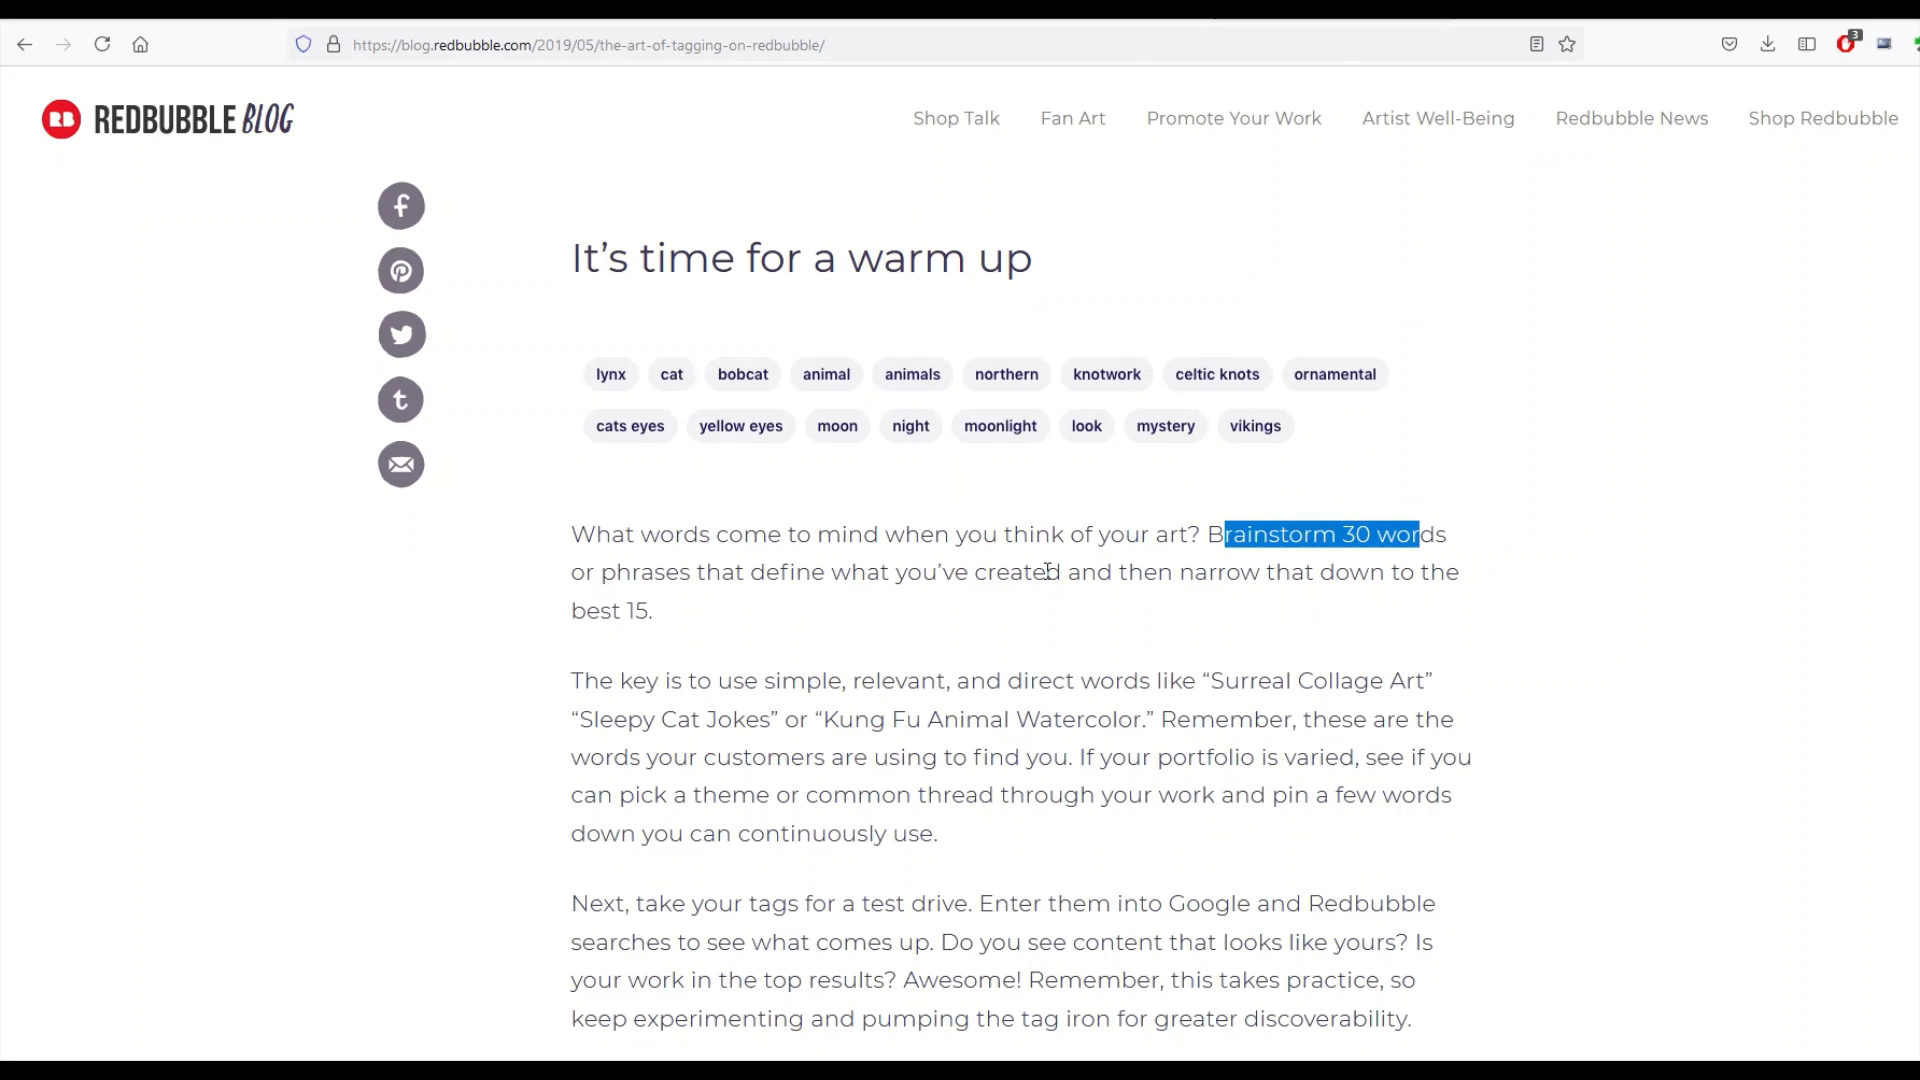 https://blog.redbubble.com/2019/05/the-art-of-tagging-on-redbubble/
3
RB REDBUBBLE BLOG
Shop Talk Fan Art Promote Your Work Artist Well-Being Redbubble News Shop Redbubble
It's time for a warm up
lynx cat bobcat animal animals northern knotwork celtic knots ornamental
cats eyes yellow eyes moon night moonlight look mystery vikings
What words come to mind when you think of your art? Brainstorm 30 words
or phrases that define what you've created and then narrow that down to the
best 15.
The key is to use simple, relevant, and direct words like “Surreal Collage Art”
“Sleepy Cat Jokes” or “Kung Fu Animal Watercolor.” Remember, these are the
words your customers are using to find you. If your portfolio is varied, see if you
can pick a theme or common thread through your work and pin a few words
down you can continuously use.
Next, take your tags for a test drive. Enter them into Google and Redbubble
searches to see what comes up. Do you see content that looks like yours? Is
your work in the top results? Awesome! Remember, this takes practice, so
keep experimenting and pumping the tag iron for greater discoverability.